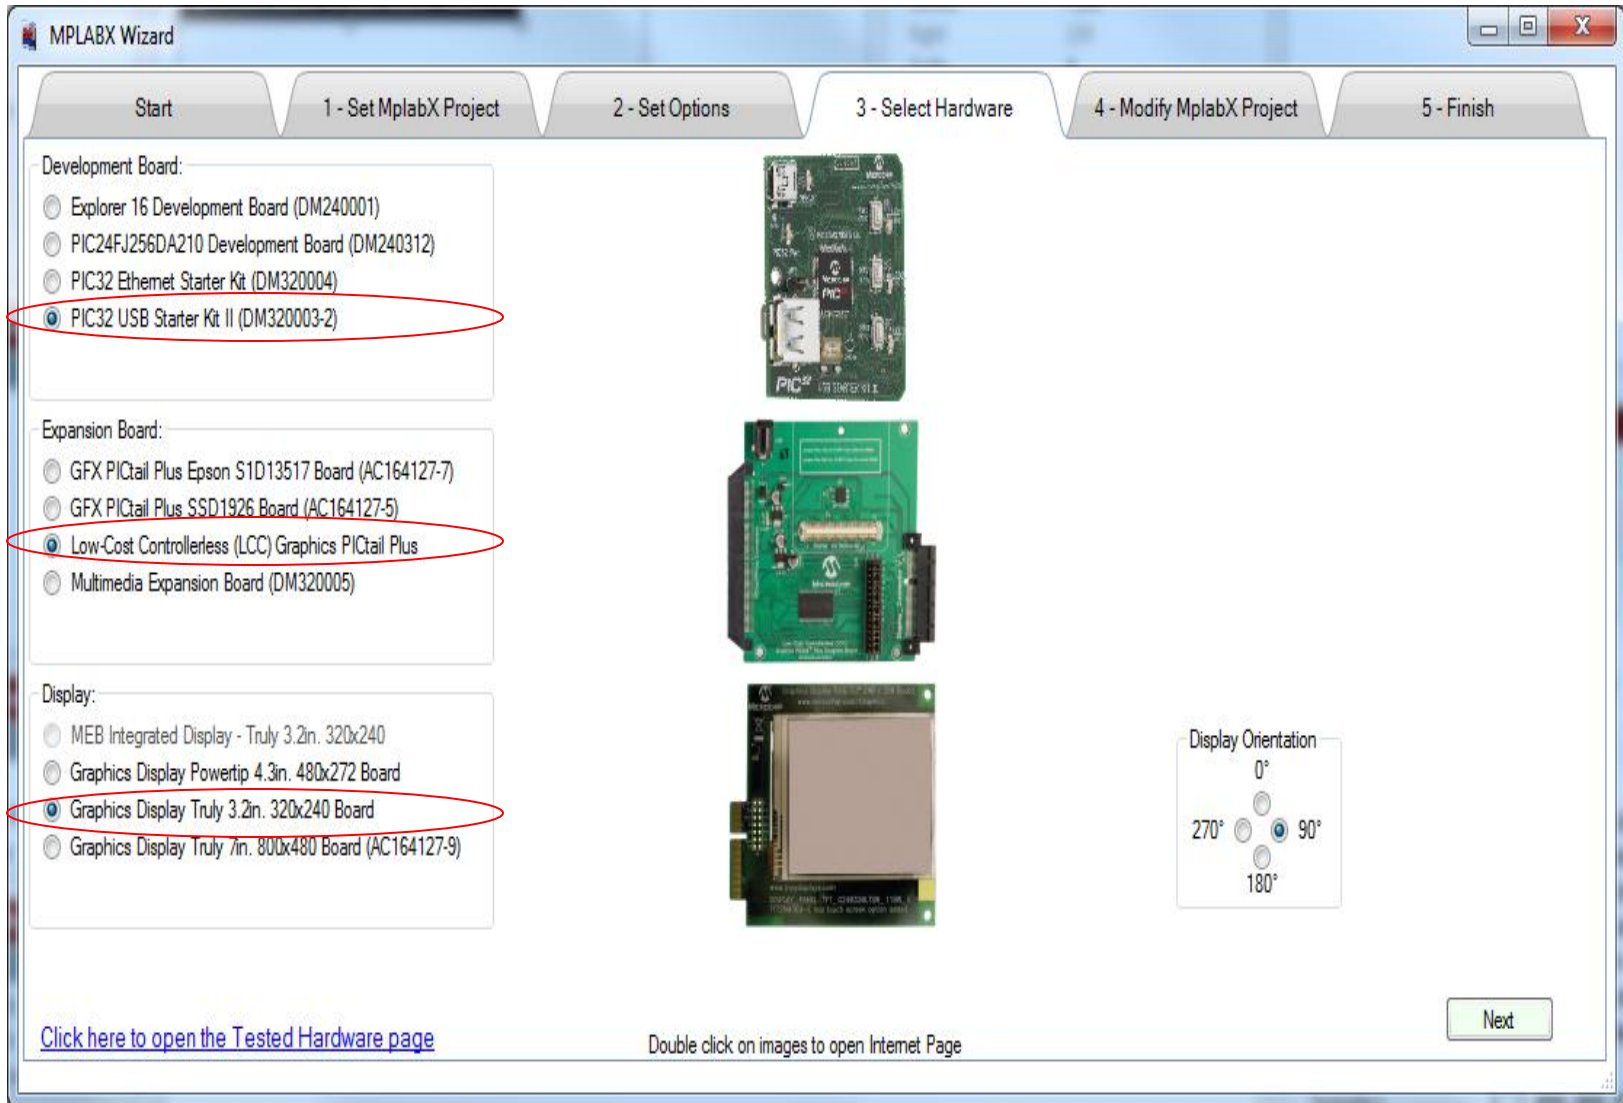 MPLABX Wizard
Start
1 - Set MplabX Project
2 - Set Options
3 - Select Hardware
4 - Modify MplabX Project
5 - Finish
Development Board:
Explorer 16 Development Board (DM240001)
PIC24FJ256DA210 Development Board (DM240312)
PIC32 Ethernet Starter Kit (DM320004)
PIC32 USB Starter Kit II (DM320003-2)
Expansion Board:
GFX PICtail Plus Epson S1D13517 Board (AC164127-7)
GFX PICtail Plus SSD1926 Board (AC164127-5)
Low-Cost Controllerless (LCC) Graphics PICtail Plus
Multimedia Expansion Board (DM320005)
Display:
MEB Integrated Display - Truly 3.2in. 320x240
Graphics Display Powertip 4.3in. 480x272 Board
Graphics Display Truly 3.2in. 320x240 Board
Graphics Display Truly 7in. 800x480 Board (AC164127-9)
PIC32
Display Orientation
0°
270°
90°
180°
Click here to open the Tested Hardware page
Double click on images to open Internet Page
Next